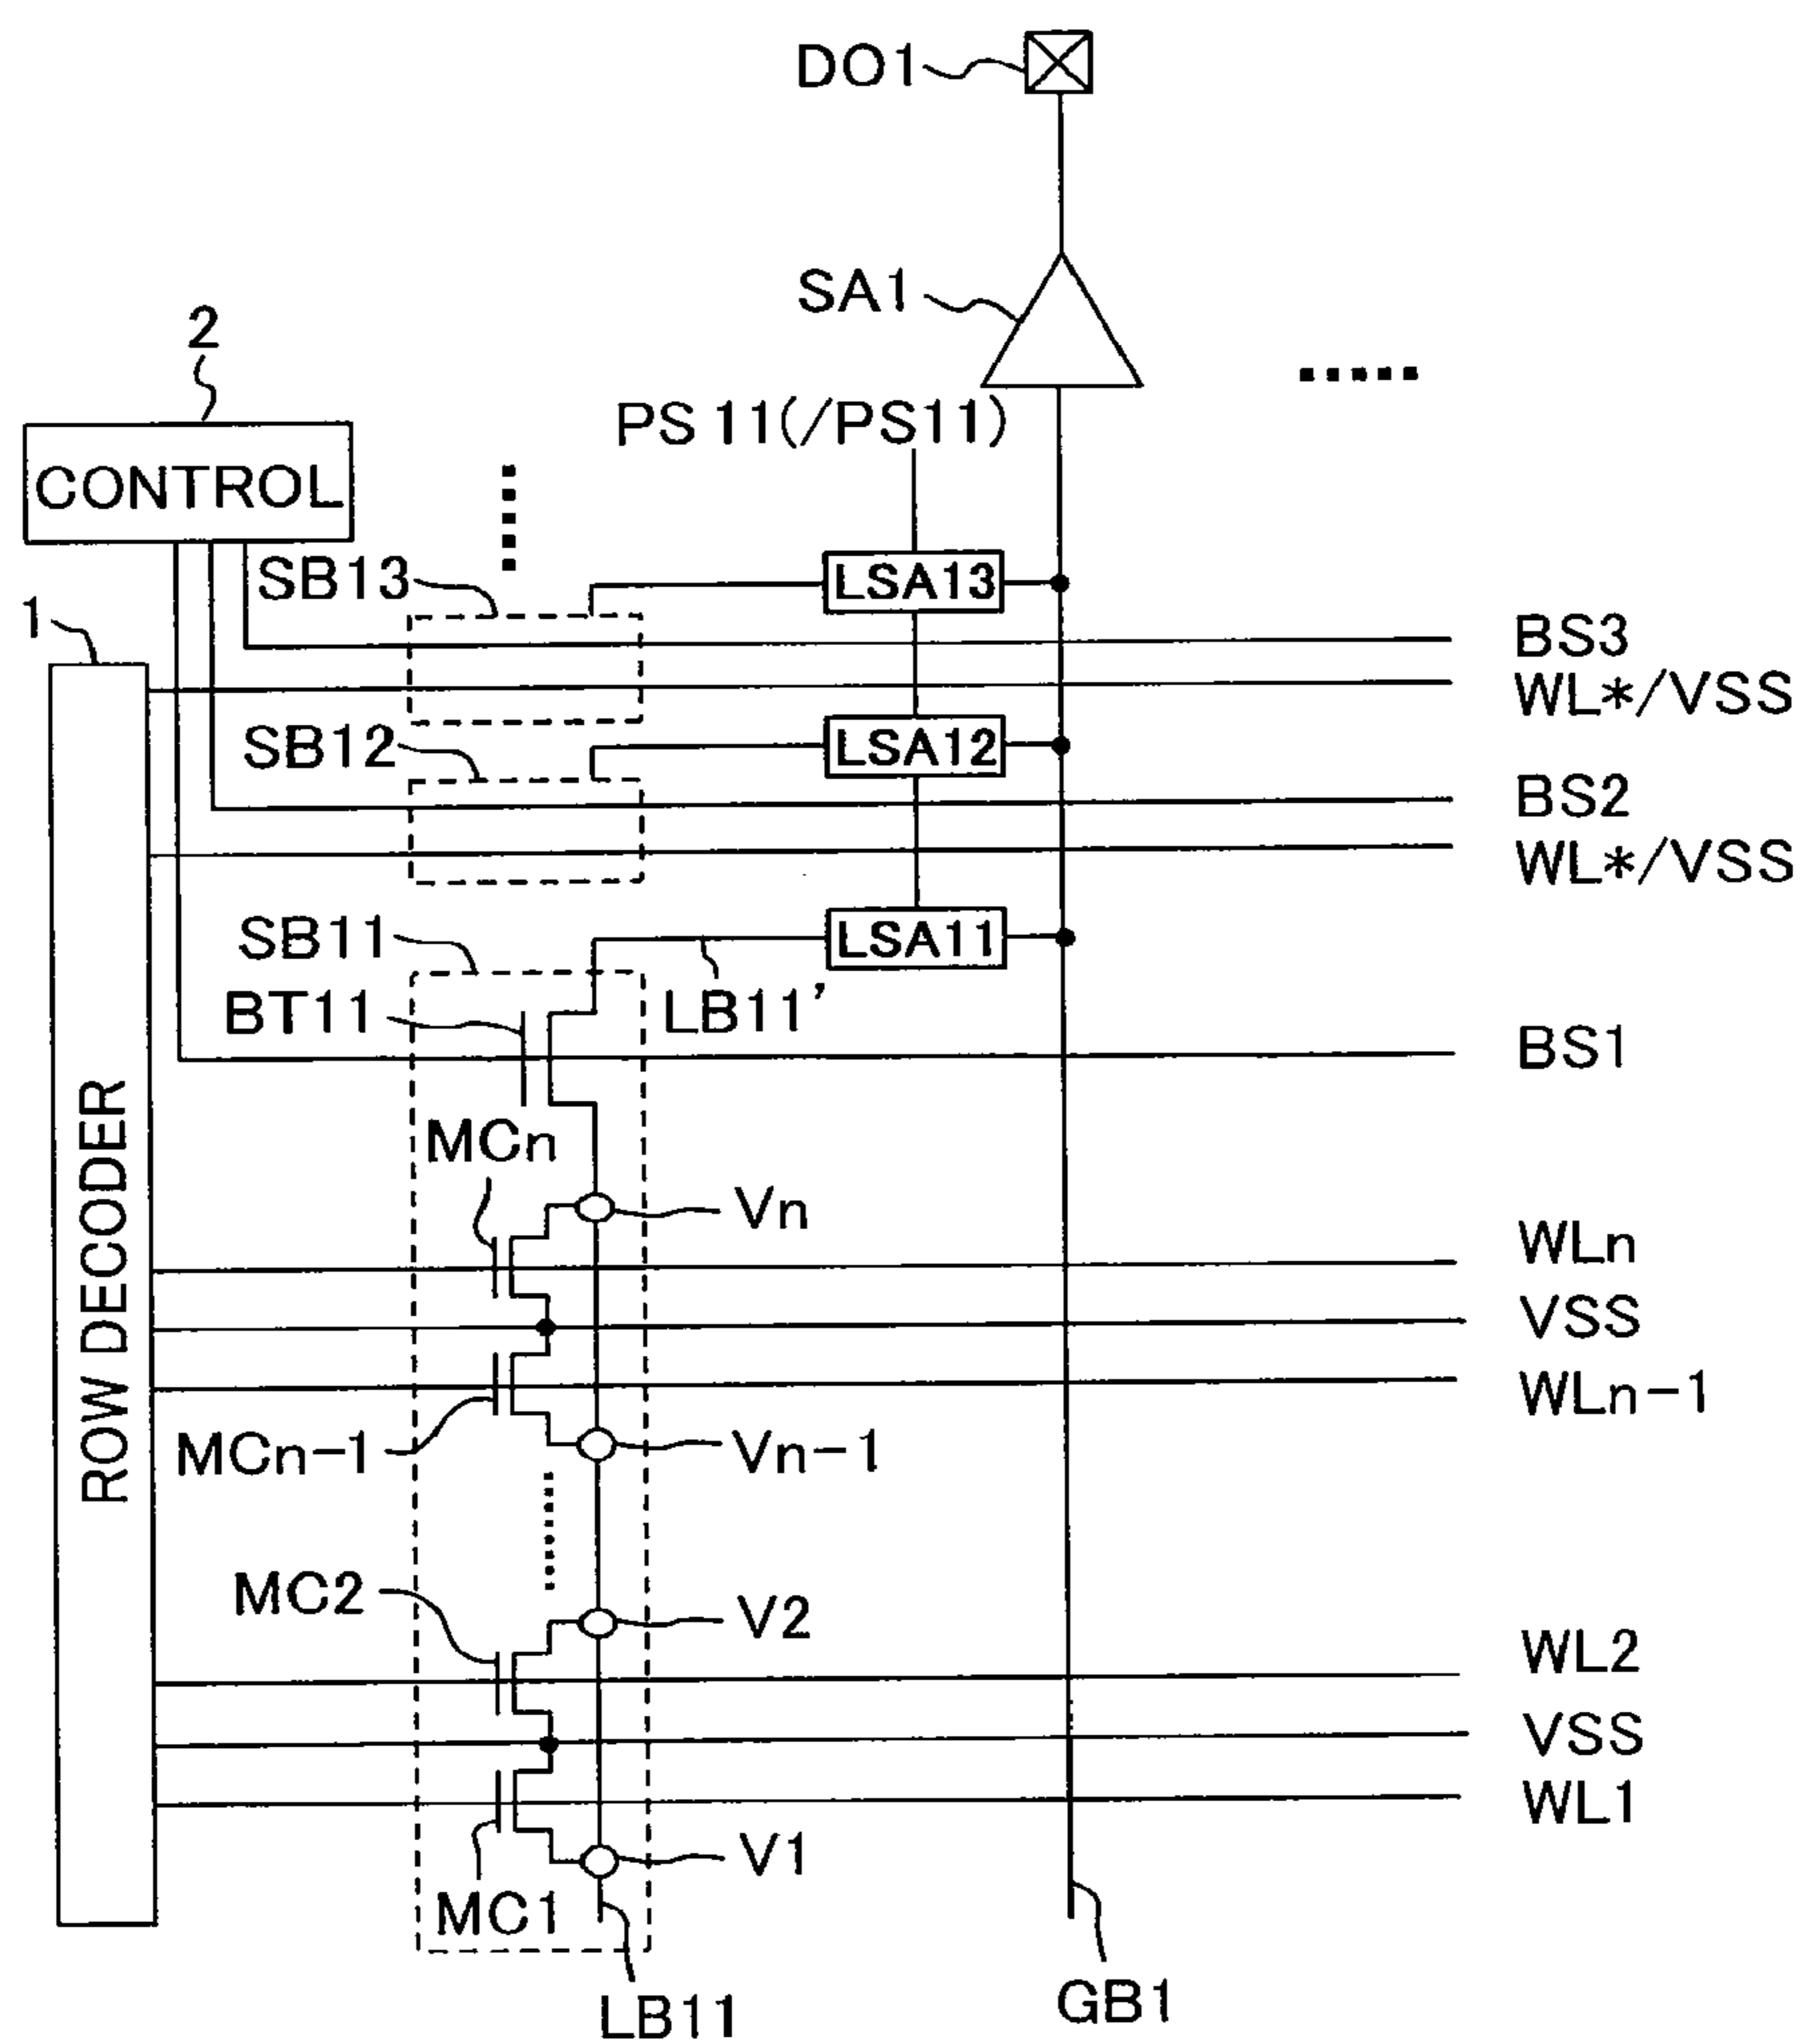 DO1
SA1
2
PS11(/PS11)
CONTROL
SB13
LSA13
1
BS3
WL*/VSS
SB12
LSA12
BS2
WL*/VSS
SB11
LSA11
BT11
LB11’
BS1
ROW DECODER
MCn
Vn
WLn
VSS
WLn-1
MCn-1
Vn-1
MC2
V2
WL2
VSS
WL1
V1
MC1
LB11
GB1